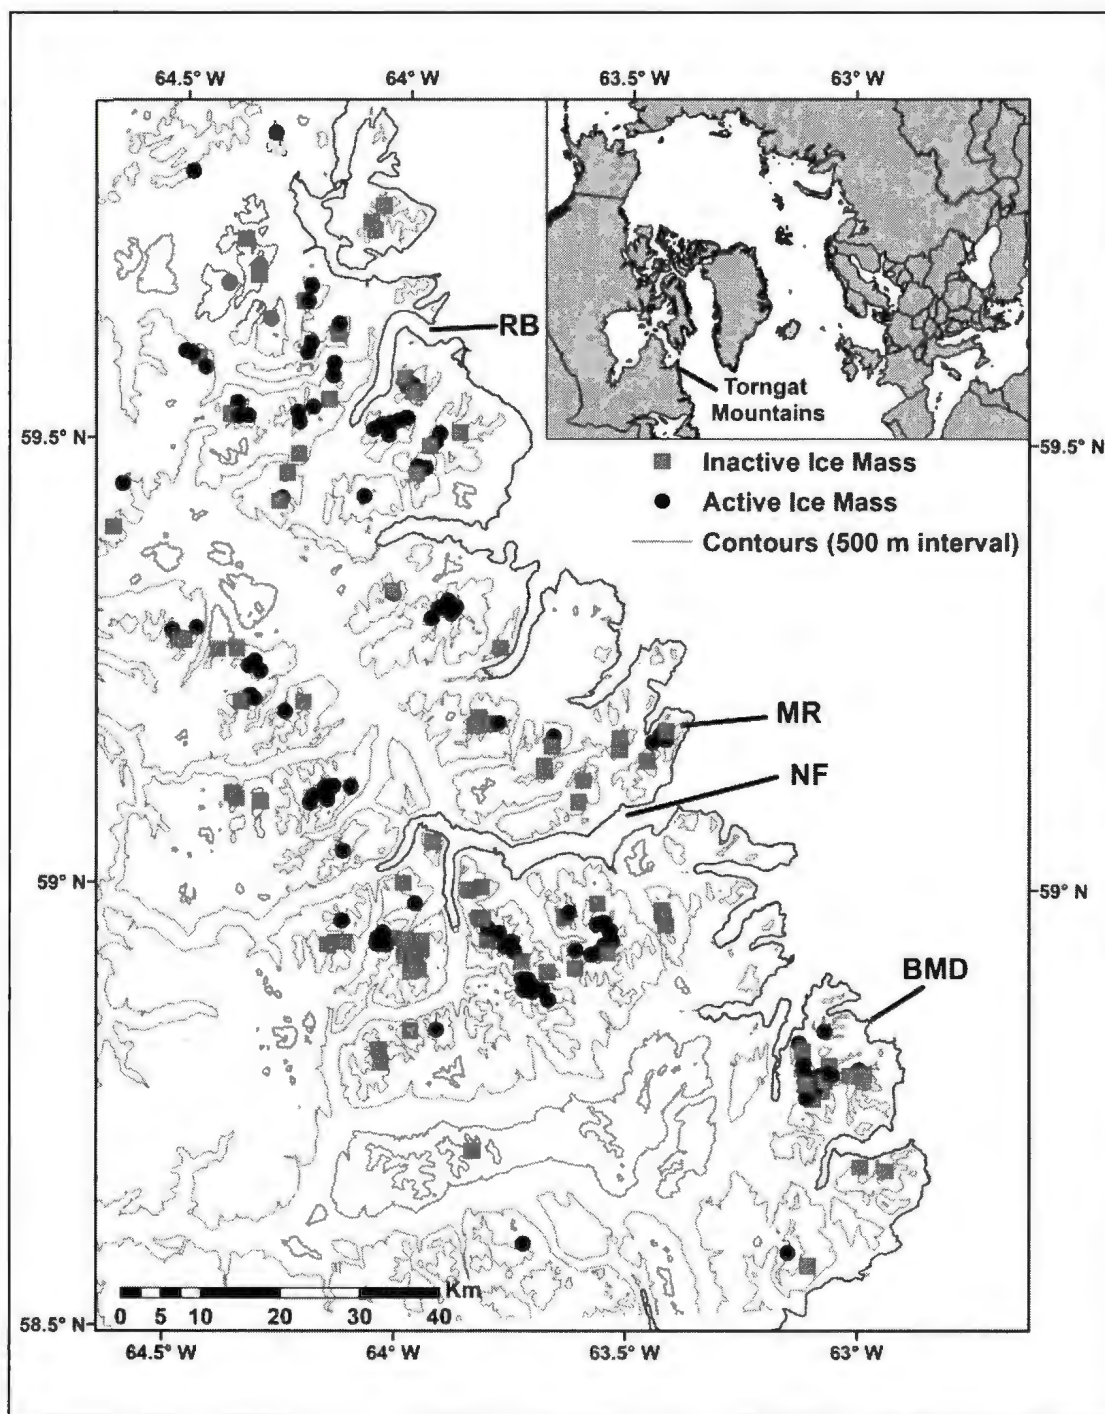 64.5° W 64° W 63.5° W 63° W
RB
Torngat
Mountains
59.5° N 59.5° N
Inactive Ice Mass
Active Ice Mass
Contours (500 m interval)
MR
NF
59° N 59° N
BMD
Km
0 5 10 20 30 40
58.5° N
64.5° W 64° W 63.5° W 63° W